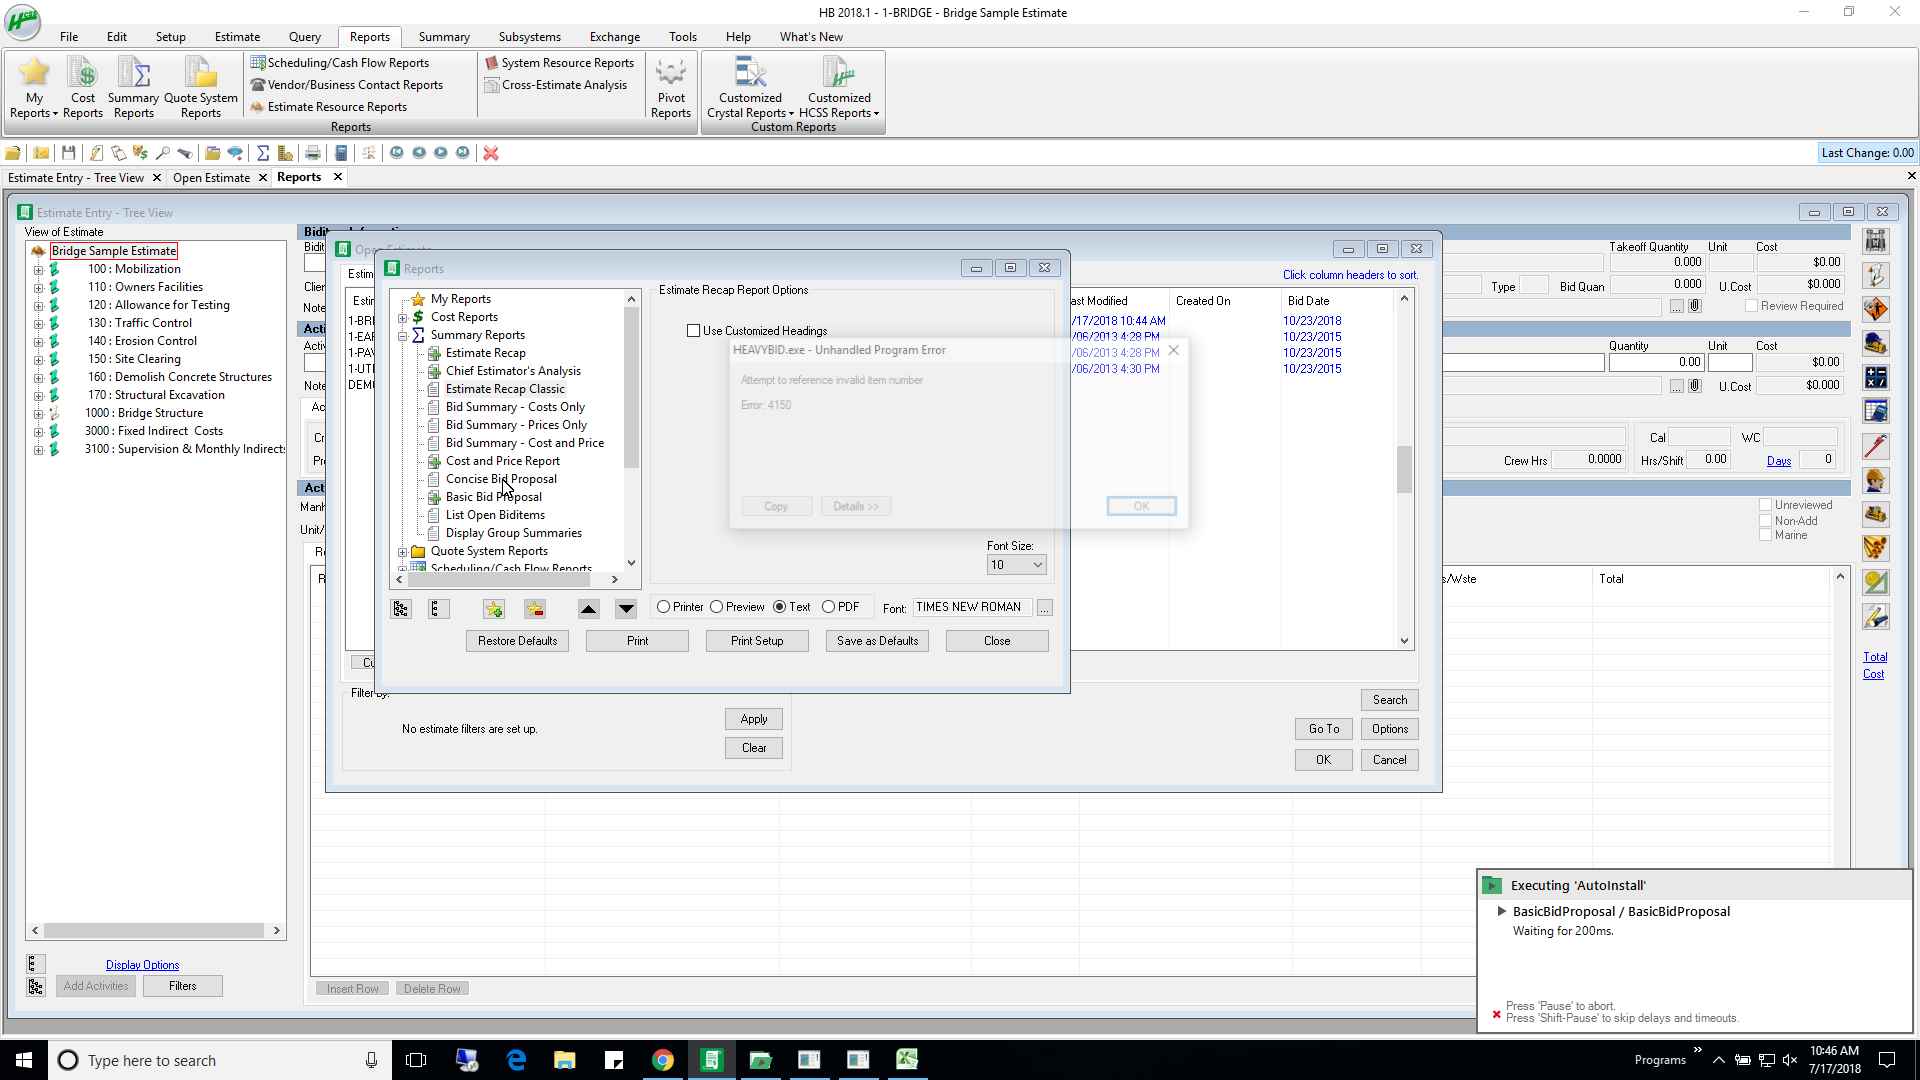 HB 2018.1 - 1-BRIDGE - Bridge Sample Estimate
File Edit Setup Estimate Query Reports Summary Subsystems Exchange Tools Help What's New
My Reports
Cost Reports
Summary Reports
Quote System Reports
Scheduling/Cash Flow Reports
Vendor/Business Contact Reports
Estimate Resource Reports
System Resource Reports
Cross-Estimate Analysis
Pivot Reports
Customized Crystal Reports
Customized HCSS Reports
Reports
Custom Reports
Last Change: 0.00
Estimate Entry - Tree View
Open Estimate
Reports
Estimate Entry - Tree View
View of Estimate
Bridge Sample Estimate
100 : Mobilization
110 : Owners Facilities
120 : Allowance for Testing
130 : Traffic Control
140 : Erosion Control
150 : Site Clearing
160 : Demolish Concrete Structures
170 : Structural Excavation
1000 : Bridge Structure
3000 : Fixed Indirect Costs
3100 : Supervision & Monthly Indirect
Display Options
Add Activities
Filters
Reports
My Reports
Cost Reports
Summary Reports
Estimate Recap
Chief Estimator's Analysis
Estimate Recap Classic
Bid Summary - Costs Only
Bid Summary - Prices Only
Bid Summary - Cost and Price
Cost and Price Report
Concise Bid Proposal
Basic Bid Proposal
List Open Biditems
Display Group Summaries
Quote System Reports
Scheduling/Cash Flow Reports
Estimate Recap Report Options
Use Customized Headings
HEAVYBID.exe - Unhandled Program Error
Attempt to reference invalid item number
Error: 4150
Copy
Details >>
OK
Font Size:
10
Printer Preview Text PDF
Font: TIMES NEW ROMAN
...
Restore Defaults
Print
Print Setup
Save as Defaults
Close
Click column headers to sort.
ast Modified Created On Bid Date
/17/2018 10:44 AM 10/23/2018
/06/2013 4:28 PM 10/23/2015
/06/2013 4:28 PM 10/23/2015
/06/2013 4:30 PM 10/23/2015
Filter By:
No estimate filters are set up.
Apply
Clear
Search
Go To
Options
OK
Cancel
Takeoff Quantity Unit Cost
0.000 $0.00
Type Bid Quan 0.000 U.Cost $0.000
... Review Required
Quantity Unit Cost
0.00 $0.00
... U.Cost $0.000
Cal WC
Crew Hrs 0.0000 Hrs/Shift 0.00 Days 0
Unreviewed
Non-Add
Marine
s/Wste Total
Total
Cost
Insert Row
Delete Row
Executing 'AutoInstall'
BasicBidProposal / BasicBidProposal
Waiting for 200ms.
Press 'Pause' to abort.
Press 'Shift-Pause' to skip delays and timeouts.
Type here to search
Programs
10:46 AM
7/17/2018